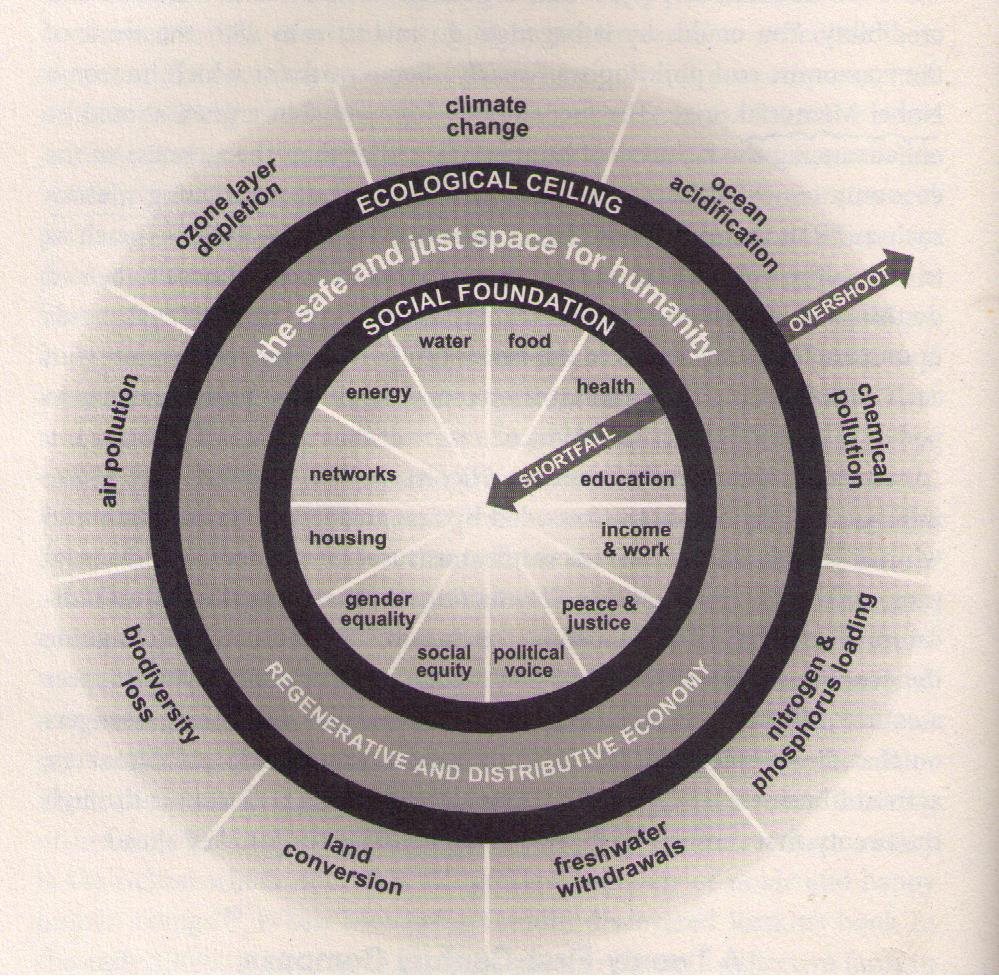 climate
change
ozone layer
depletion
ocean
acidification
ECOLOGICAL CEILING
the safe and just space for humanity
OVERSHOOT
SOCIAL FOUNDATION
water
food
energy
health
air pollution
chemical
pollution
SHORTFALL
networks
education
housing
income
& work
gender
equality
peace &
justice
social
equity
political
voice
biodiversity
loss
nitrogen &
phosphorus loading
REGENERATIVE AND DISTRIBUTIVE ECONOMY
land
conversion
freshwater
withdrawals